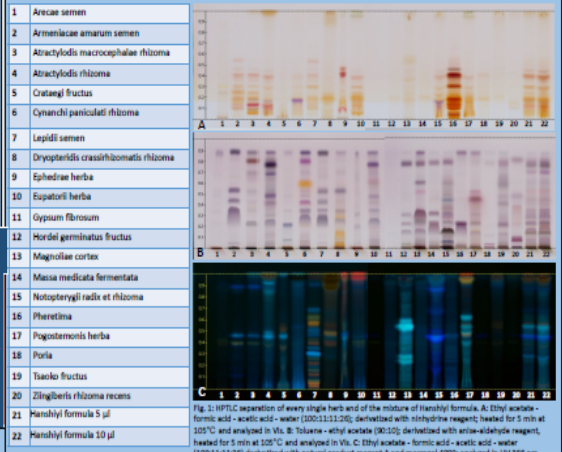 1 Arecae semen
2 Armeniacae amarum semen
3 Atractylodis macrocephalae rhizoma
4 Atractylodis rhizoma
5 Crataegi fructus
6 Cynanchi paniculati rhizoma
7 Lepidii semen
8 Dryopteridis crassirhizomatis rhizoma
9 Ephedrae herba
10 Eupatorii herba
11 Gypsum fibrosum
12 Hordei germinatus fructus
13 Magnoliae cortex
14 Massa medicata fermentata
15 Notopterygii radix et rhizoma
16 Pheretima
17 Pogostemonis herba
18 Poria
19 Tsaoko fructus
20 Zingiberis rhizoma recens
21 Hanshiyi formula 5 µl
22 Hanshiyi formula 10 µl
A
1 2 3 4 5 6 7 8 9 10 11 12 13 14 15 16 17 18 19 20 21 22
B
1 2 3 4 5 6 7 8 9 10 11 12 13 14 15 16 17 18 19 20 21 22
C
1 2 3 4 5 6 7 8 9 10 11 12 13 14 15 16 17 18 19 20 21 22
Fig. 1: HPTLC separation of every single herb and of the mixture of Hanshiyi formula. A: Ethyl acetate -
formic acid - acetic acid - water (100:11:11:26); derivatized with ninhydrine reagent; heated for 5 min at
105°C and analyzed in Vis. B: Toluene - ethyl acetate (90:10); derivatized with anise-aldehyde reagent,
heated for 5 min at 105°C and analyzed in Vis. C: Ethyl acetate - formic acid - acetic acid - water